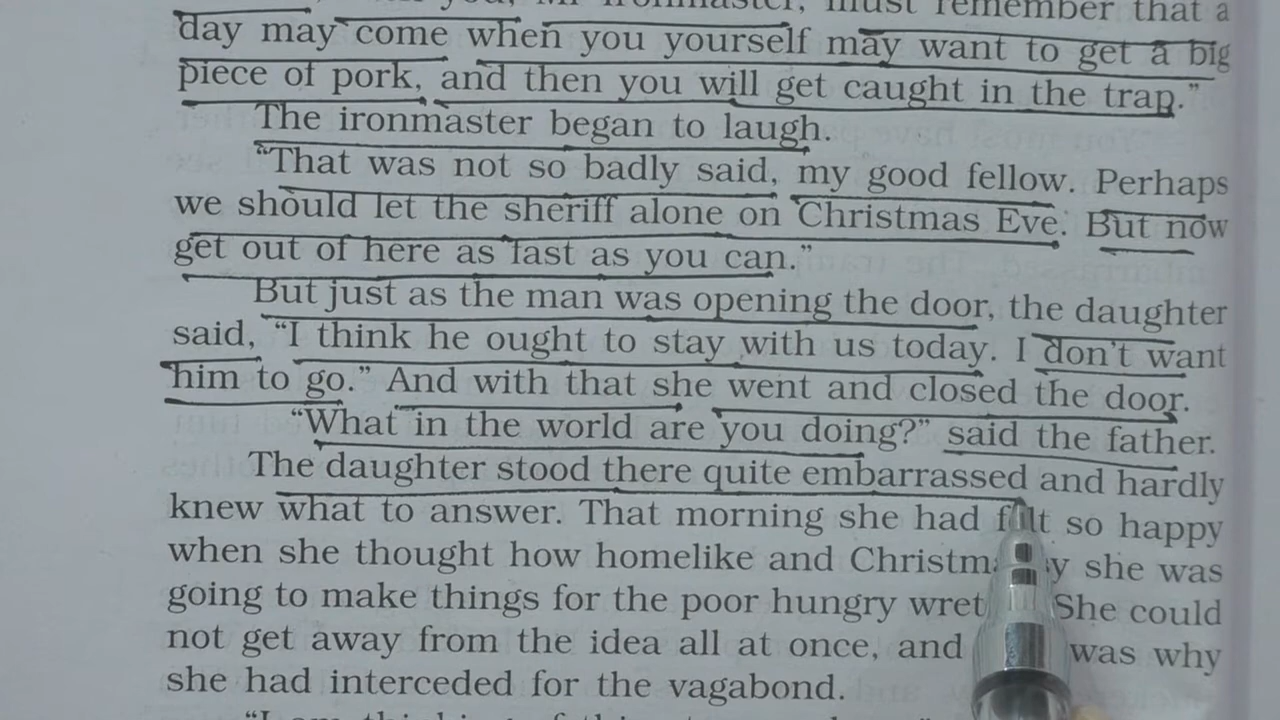 you, Mr Ironmaster, must remember that a
day may come when you yourself may want to get a big
piece of pork, and then you will get caught in the trap.”
The ironmaster began to laugh.
“That was not so badly said, my good fellow. Perhaps
we should let the sheriff alone on Christmas Eve. But now
get out of here as fast as you can.”
But just as the man was opening the door, the daughter
said, “I think he ought to stay with us today. I don’t want
him to go.” And with that she went and closed the door.
“What in the world are you doing?” said the father.
The daughter stood there quite embarrassed and hardly
knew what to answer. That morning she had felt so happy
when she thought how homelike and she was
going to make things for the poor hungry She could
not get away from the idea all at once, and was why
she had interceded for the vagabond.